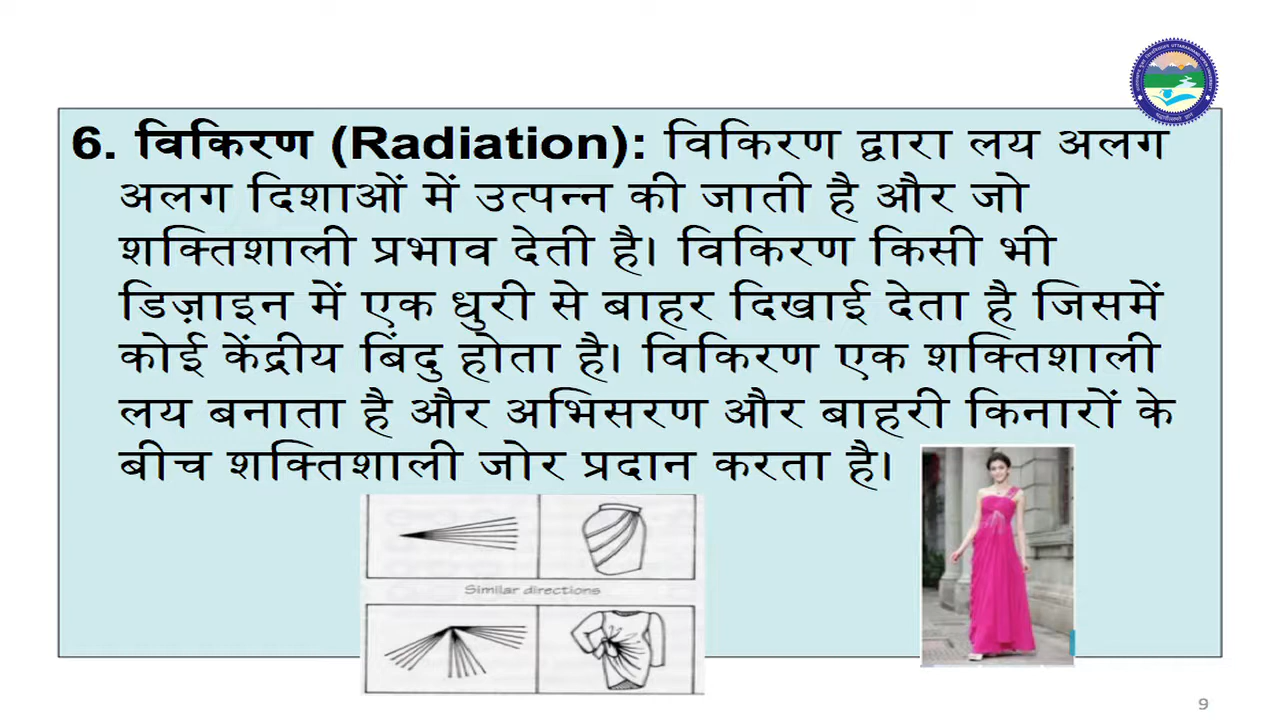 6. विकिरण (Radiation): विकिरण द्वारा लय अलग
अलग दिशाओं में उत्पन्न की जाती है और जो
शक्तिशाली प्रभाव देती है। विकिरण किसी भी
डिज़ाइन में एक धुरी से बाहर दिखाई देता है जिसमें
कोई केंद्रीय बिंदु होता है। विकिरण एक शक्तिशाली
लय बनाता है और अभिसरण और बाहरी किनारों के
बीच शक्तिशाली जोर प्रदान करता है।
Similar directions
9